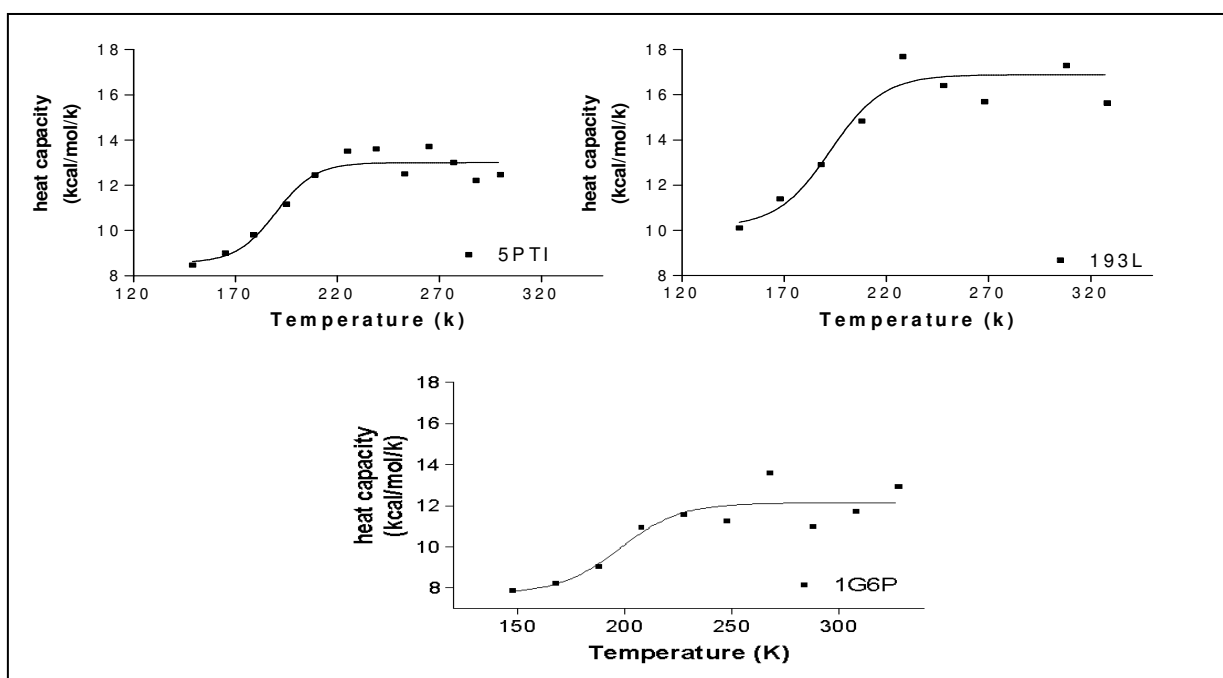 heat capacity
(kcal/mol/k)
18
16
14
12
10
8
120 170 220 270 320
Temperature (k)
5PTI
heat capacity
(kcal/mol/k)
18
16
14
12
10
8
120 170 220 270 320
Temperature (k)
193L
heat capacity
(kcal/mol/k)
18
16
14
12
10
8
150 200 250 300
Temperature (K)
1G6P